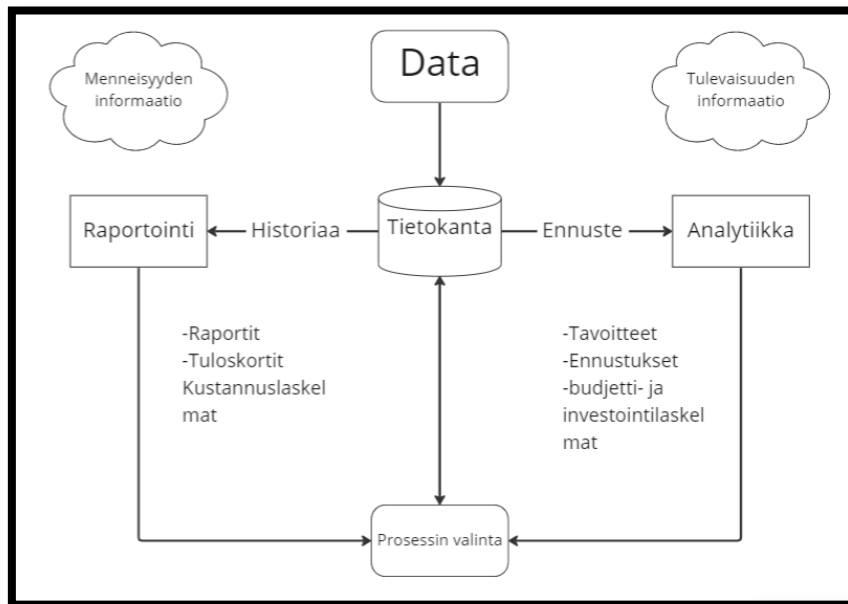 Menneisyyden
informaatio
Data
Tulevaisuuden
informaatio
Raportointi
Historiaa
Tietokanta
Ennuste
Analytiikka
-Raportit
-Tuloskortit
Kustannuslaskel
mat
-Tavoitteet
-Ennustukset
-budjetti- ja
investointilaskel
mat
Prosessin valinta